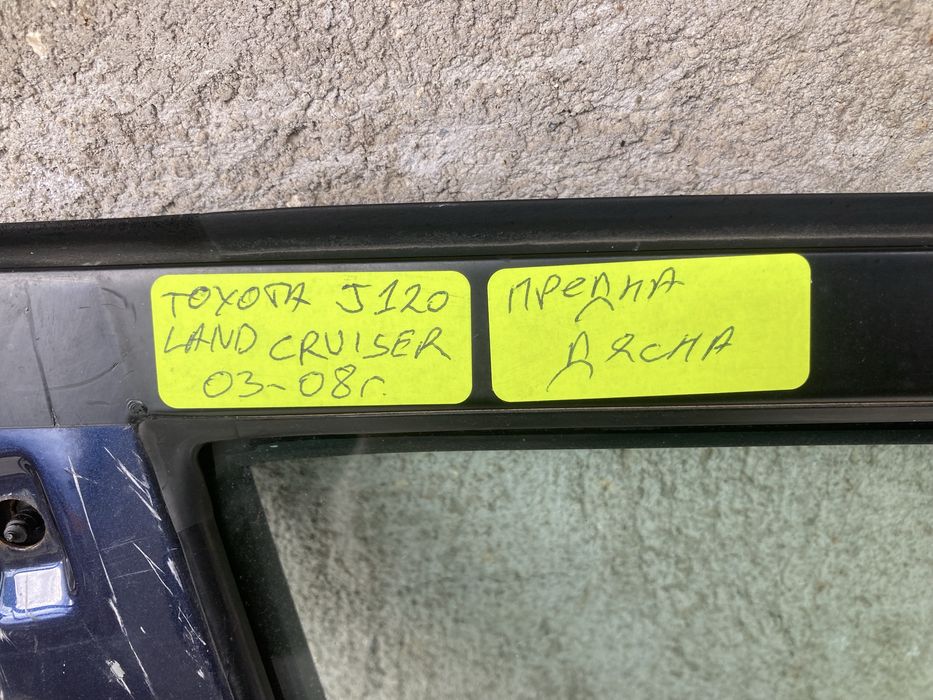 TOYOTA J120
LAND CRUISER
03-08г.
ПРЕДНА
ДЯСНА